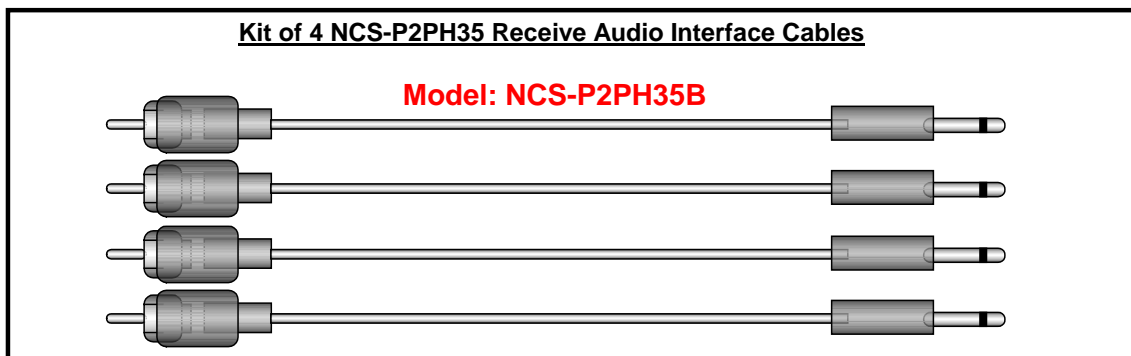 Kit of 4 NCS-P2PH35 Receive Audio Interface Cables
Model: NCS-P2PH35B